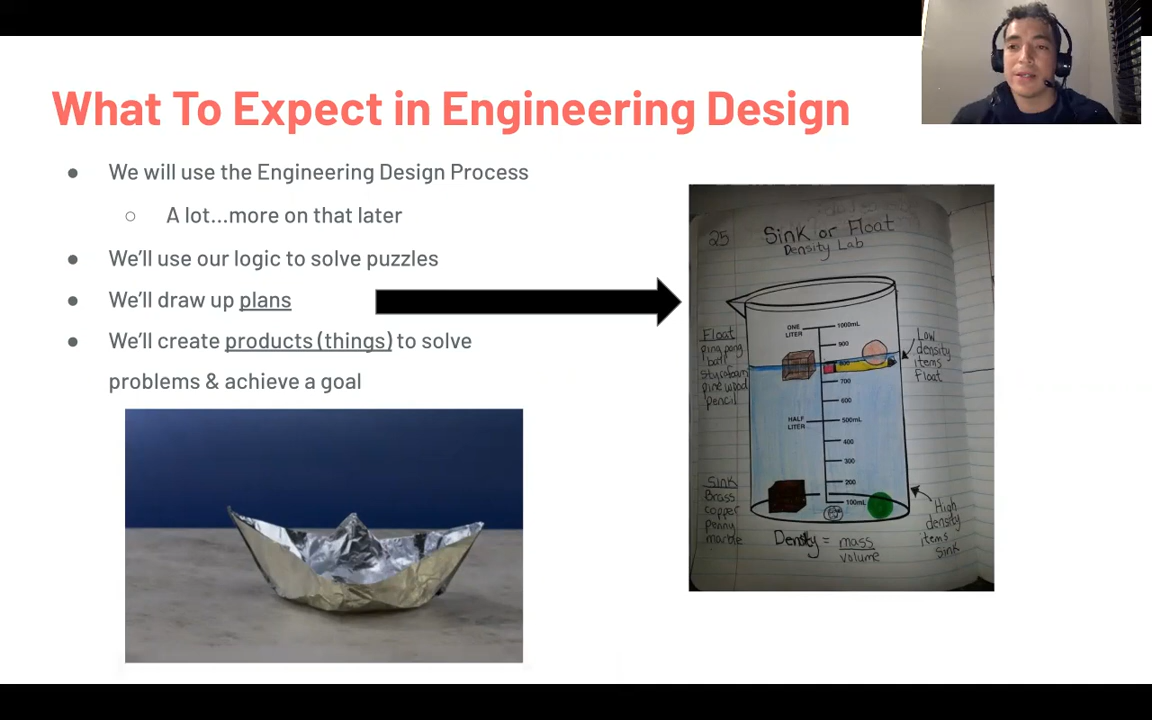 What To Expect in Engineering Design
● We will use the Engineering Design Process
○ A lot...more on that later
● We'll use our logic to solve puzzles
● We'll draw up plans
● We'll create products (things) to solve
problems & achieve a goal
25
Sink or Float
Density Lab
Float
ping pong
ball
styrofoam
pine wood
pencil
Sink
Brass
copper
penny
marble
ONE
LITER
1000mL
900
800
700
600
HALF
LITER
500mL
400
300
200
100mL
Low
density
items
Float
High
density
items
sink
Density = mass
volume